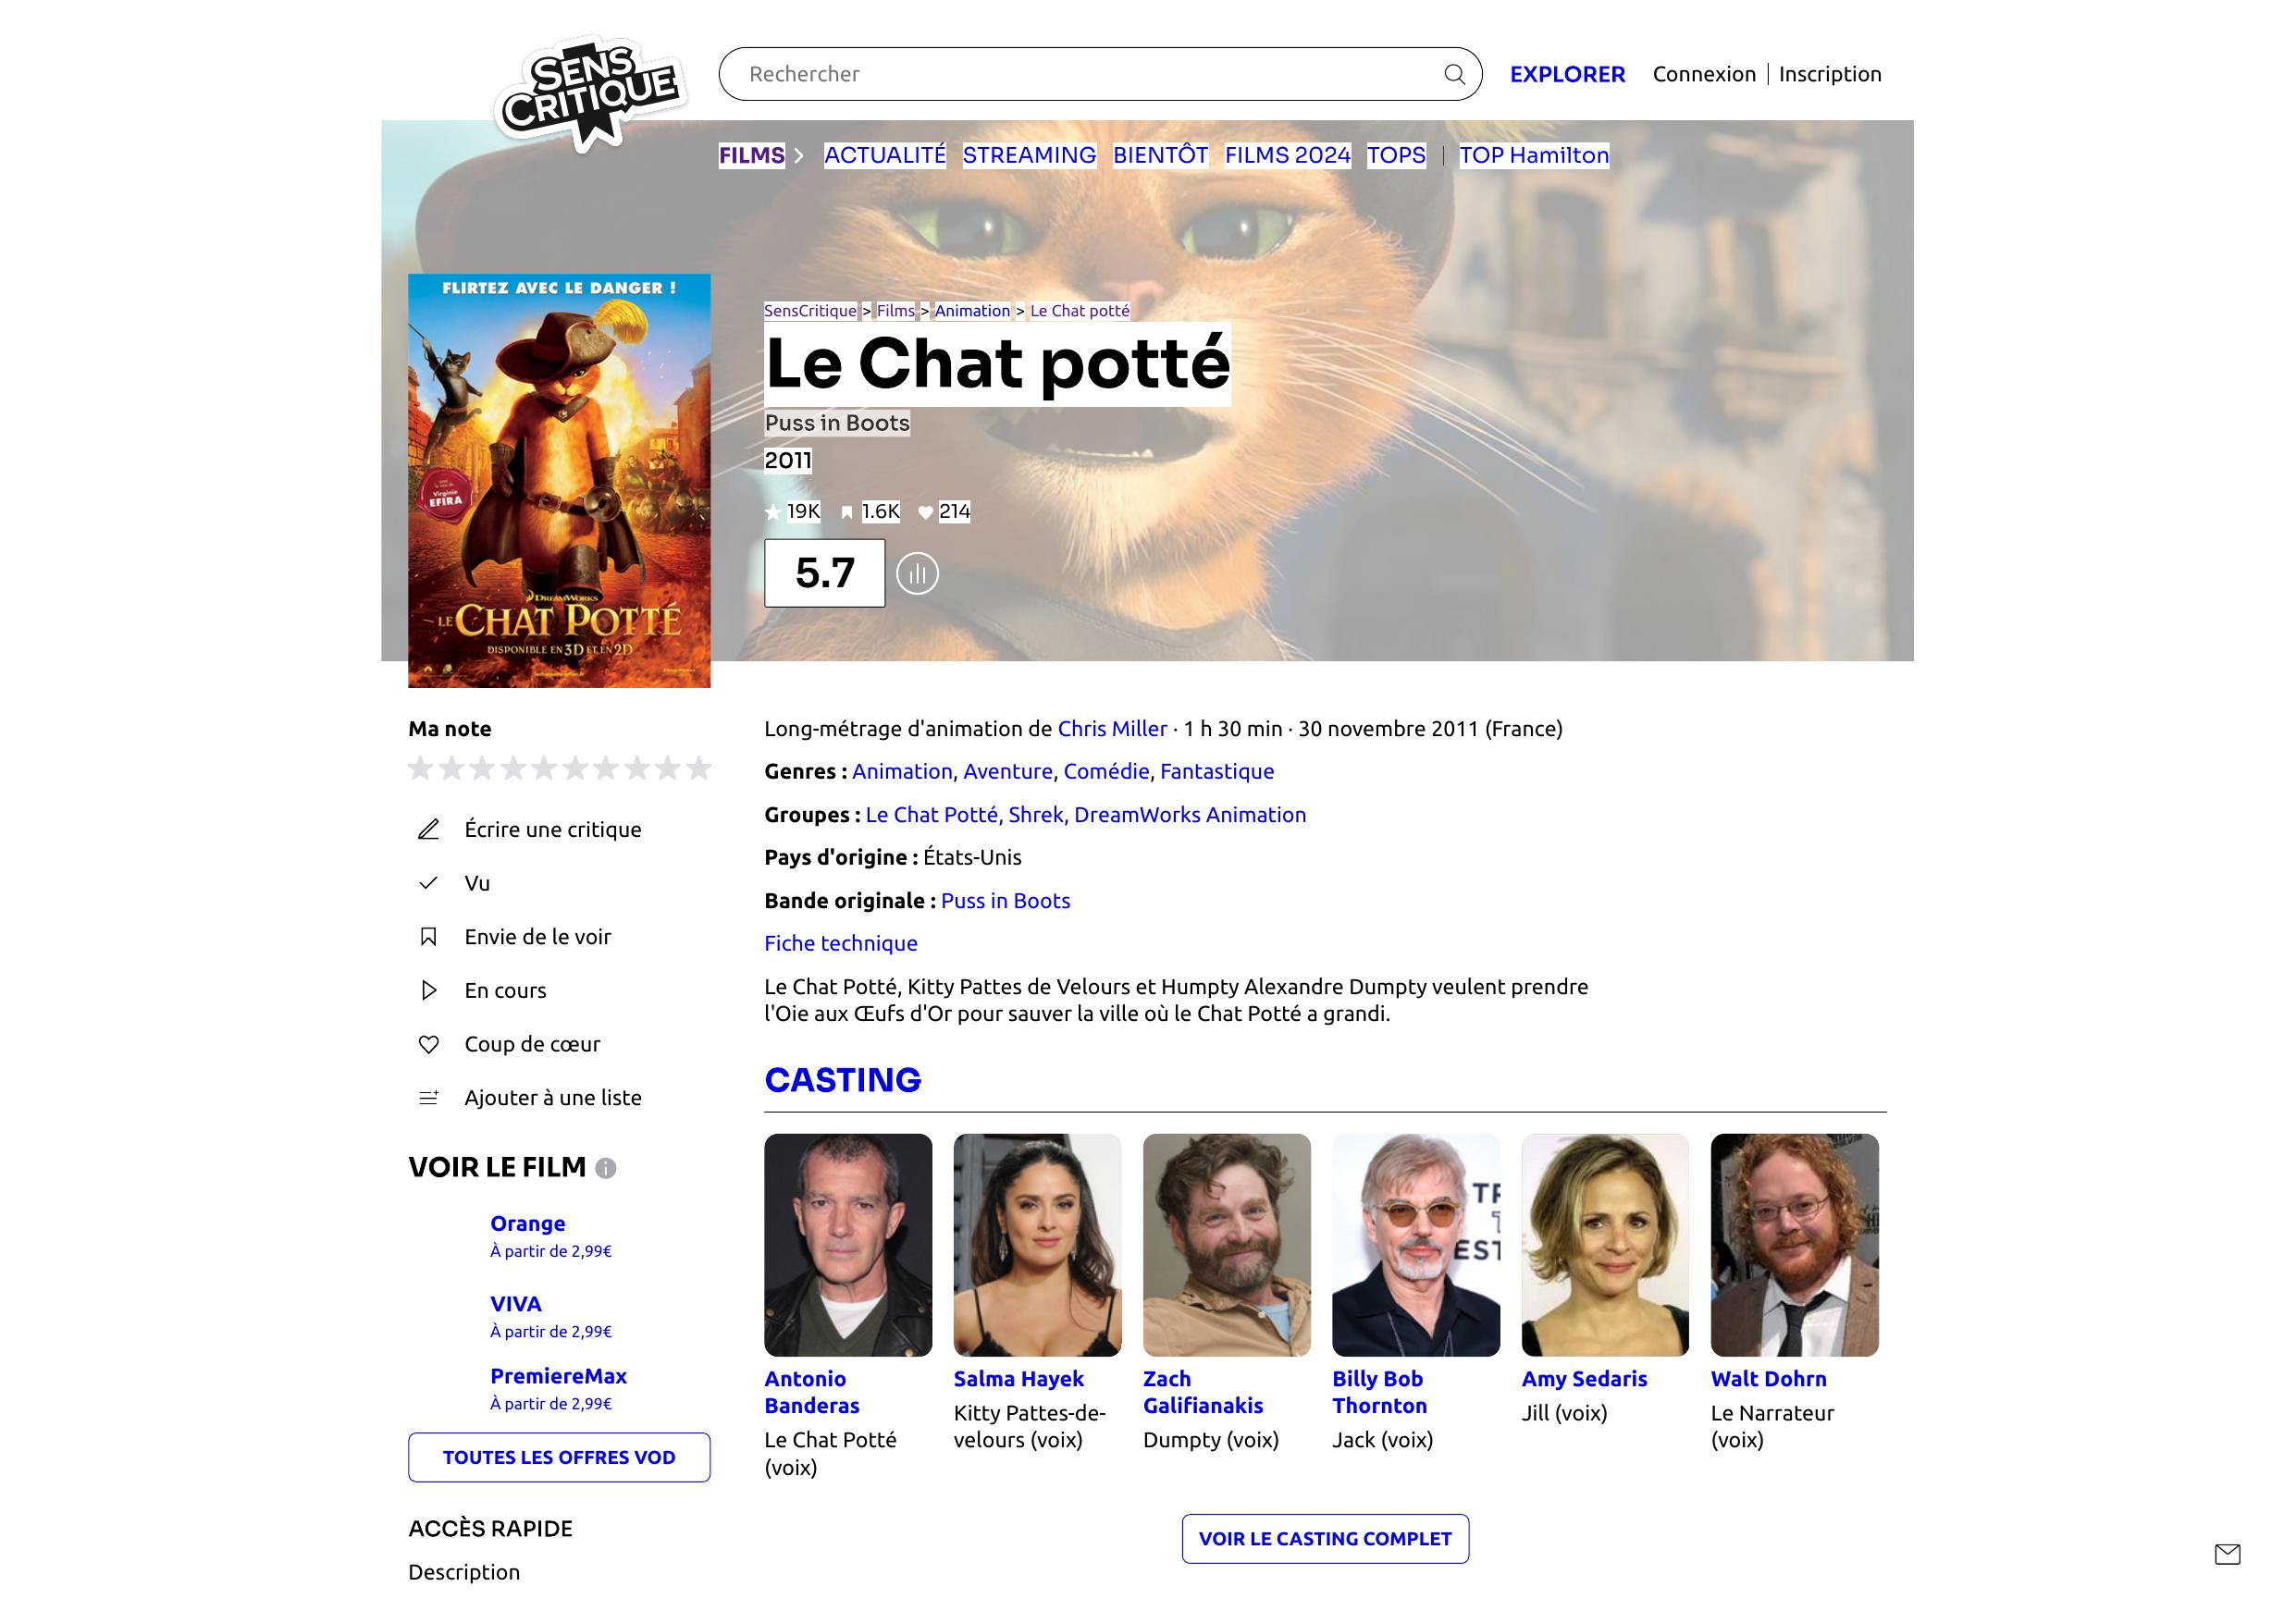 SENS CRITIQUE
Rechercher
EXPLORER
Connexion | Inscription
FILMS
ACTUALITÉ
STREAMING
BIENTÔT
FILMS 2024
TOPS
TOP Hamilton
FLIRTEZ AVEC LE DANGER !
Virginie
EFIRA
DREAMWORKS
LE CHAT POTTÉ
DISPONIBLE EN 3D ET EN 2D
SensCritique > Films > Animation > Le Chat potté
Le Chat potté
Puss in Boots
2011
19K 1.6K 214
5.7
Ma note
Écrire une critique
Vu
Envie de le voir
En cours
Coup de cœur
Ajouter à une liste
VOIR LE FILM
Orange
À partir de 2,99€
VIVA
À partir de 2,99€
PremiereMax
À partir de 2,99€
TOUTES LES OFFRES VOD
ACCÈS RAPIDE
Description
Long-métrage d'animation de Chris Miller · 1 h 30 min · 30 novembre 2011 (France)
Genres : Animation, Aventure, Comédie, Fantastique
Groupes : Le Chat Potté, Shrek, DreamWorks Animation
Pays d'origine : États-Unis
Bande originale : Puss in Boots
Fiche technique
Le Chat Potté, Kitty Pattes de Velours et Humpty Alexandre Dumpty veulent prendre
l'Oie aux Œufs d'Or pour sauver la ville où le Chat Potté a grandi.
CASTING
Antonio
Banderas
Le Chat Potté
(voix)
Salma Hayek
Kitty Pattes-de-
velours (voix)
Zach
Galifianakis
Dumpty (voix)
Billy Bob
Thornton
Jack (voix)
Amy Sedaris
Jill (voix)
Walt Dohrn
Le Narrateur
(voix)
VOIR LE CASTING COMPLET